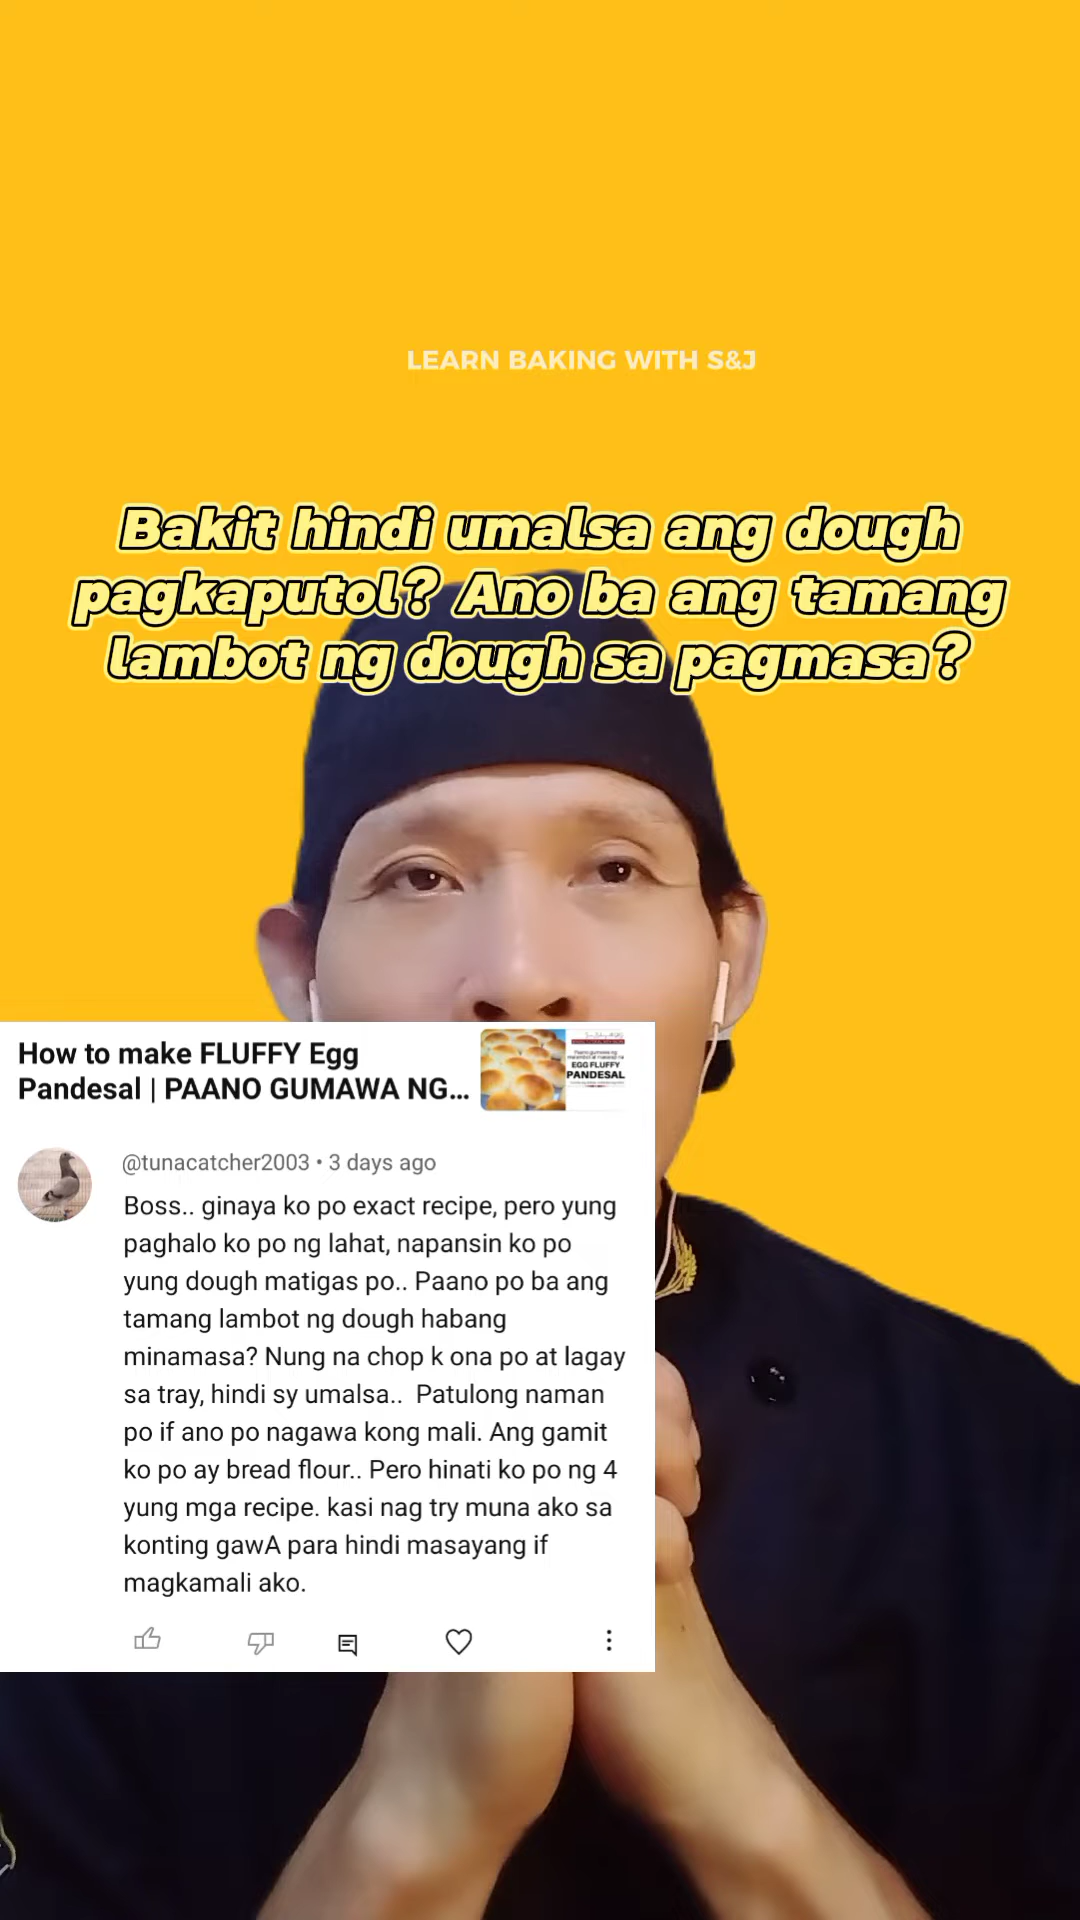 LEARN BAKING WITH S&J
Bakit hindi umalsa ang dough
pagkaputol? Ano ba ang tamang
lambot ng dough sa pagmasa?
How to make FLUFFY Egg
Pandesal | PAANO GUMAWA NG...
EGG FLUFFY
PANDESAL
@tunacatcher2003 • 3 days ago
Boss.. ginaya ko po exact recipe, pero yung
paghalo ko po ng lahat, napansin ko po
yung dough matigas po.. Paano po ba ang
tamang lambot ng dough habang
minamasa? Nung na chop k ona po at lagay
sa tray, hindi sy umalsa..  Patulong naman
po if ano po nagawa kong mali. Ang gamit
ko po ay bread flour.. Pero hinati ko po ng 4
yung mga recipe. kasi nag try muna ako sa
konting gawA para hindi masayang if
magkamali ako.